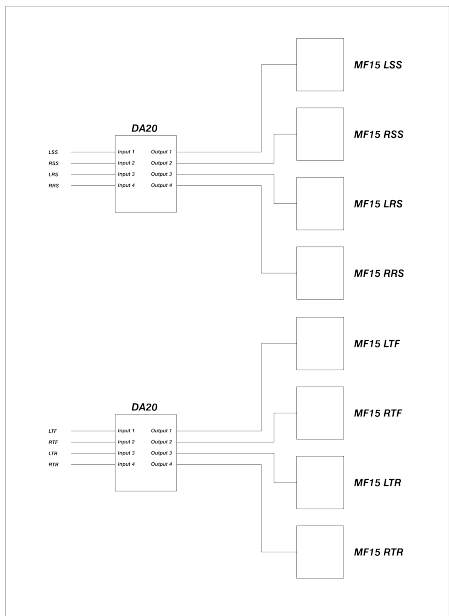 MF15 LSS
DA20
MF15 RSS
LSS Input 1 Output 1
RSS Input 2 Output 2
LRS Input 3 Output 3
RRS Input 4 Output 4
MF15 LRS
MF15 RRS
MF15 LTF
DA20
MF15 RTF
LTF Input 1 Output 1
RTF Input 2 Output 2
LTR Input 3 Output 3
RTR Input 4 Output 4
MF15 LTR
MF15 RTR